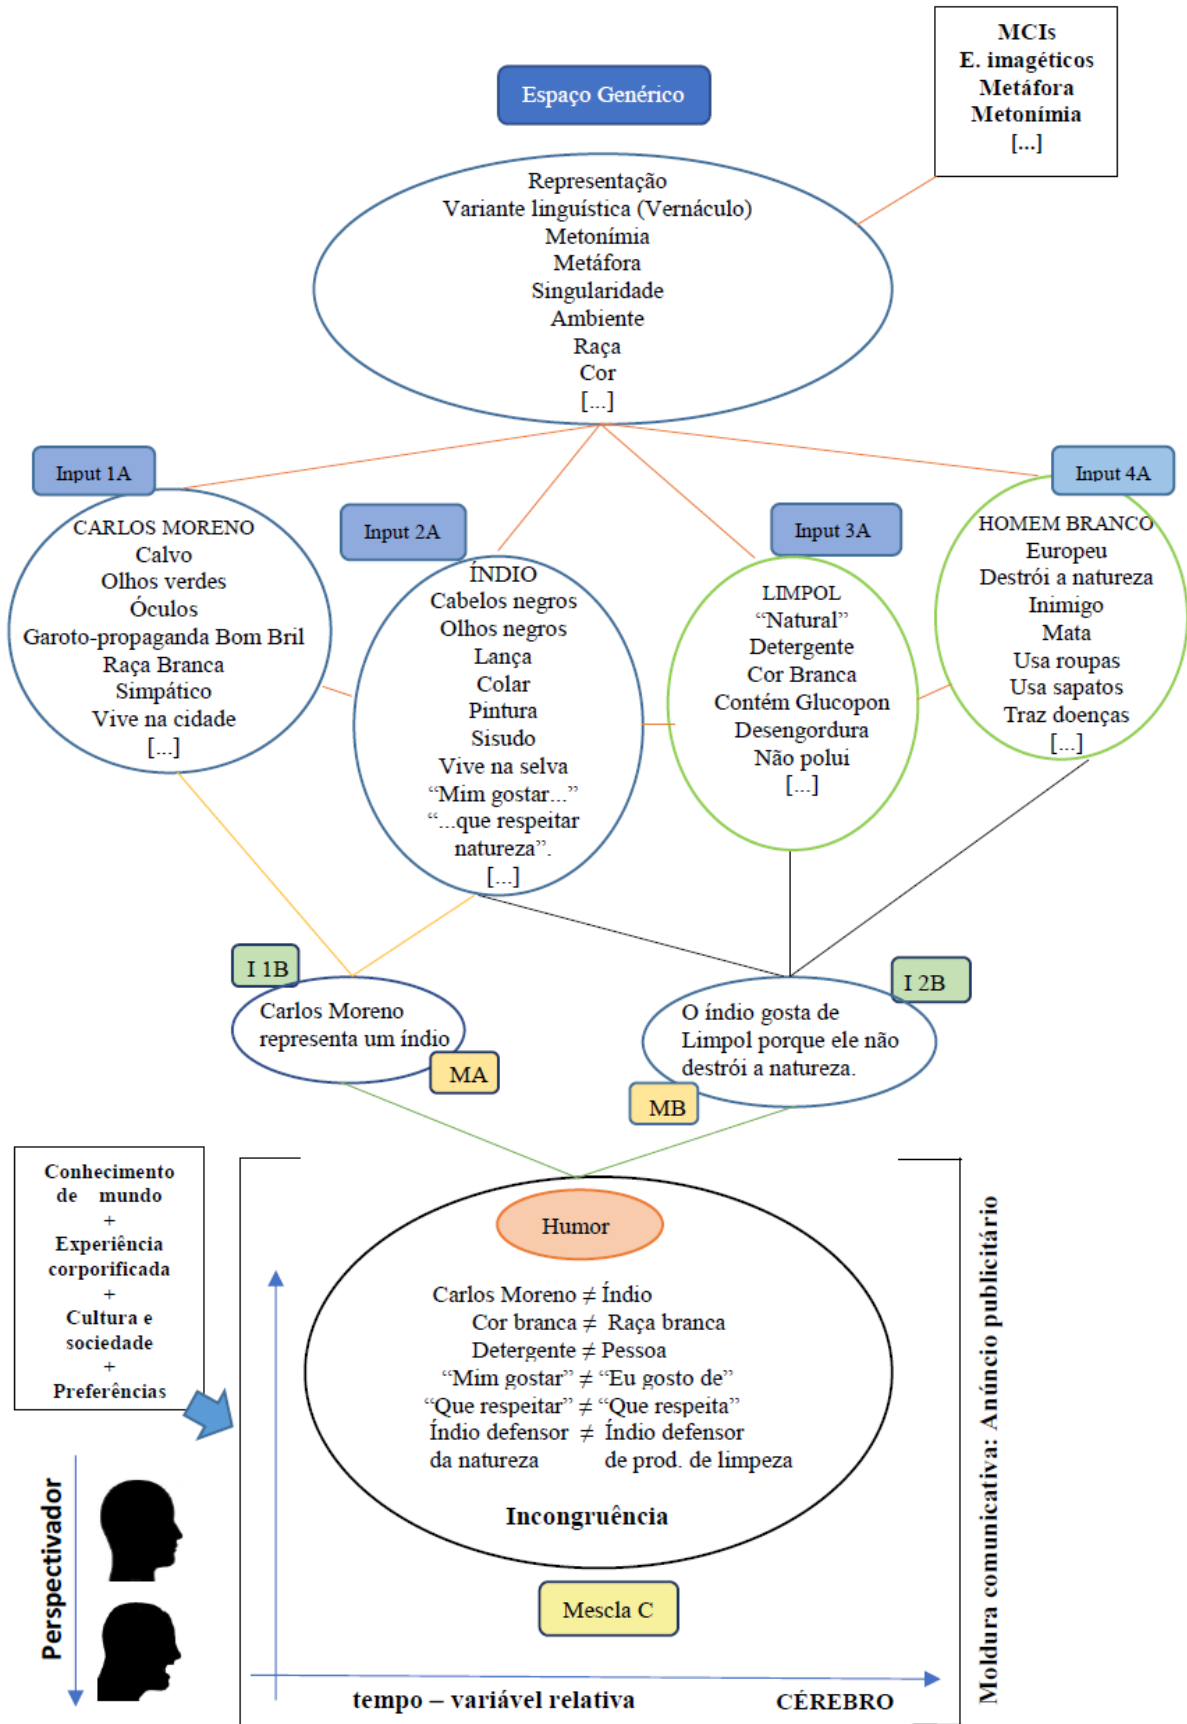 MCIs
E. imagéticos
Metáfora
Metonímia
[...]
Espaço Genérico
Representação
Variante linguística (Vernáculo)
Metonímia
Metáfora
Singularidade
Ambiente
Raça
Cor
[...]
Input 1A
CARLOS MORENO
Calvo
Olhos verdes
Óculos
Garoto-propaganda Bom Bril
Raça Branca
Simpático
Vive na cidade
[...]
Input 2A
ÍNDIO
Cabelos negros
Olhos negros
Lança
Colar
Pintura
Sisudo
Vive na selva
“Mim gostar...”
“...que respeitar
natureza”.
[...]
Input 3A
LIMPOL
“Natural”
Detergente
Cor Branca
Contém Glucopon
Desengordura
Não polui
[...]
Input 4A
HOMEM BRANCO
Europeu
Destrói a natureza
Inimigo
Mata
Usa roupas
Usa sapatos
Traz doenças
[...]
I 1B
Carlos Moreno
representa um índio
MA
I 2B
O índio gosta de
Limpol porque ele não
destrói a natureza.
MB
Conhecimento
de mundo
+
Experiência
corporificada
+
Cultura e
sociedade
+
Preferências
Perspectivador
Humor
Carlos Moreno ≠ Índio
Cor branca ≠ Raça branca
Detergente ≠ Pessoa
“Mim gostar” ≠ “Eu gosto de”
“Que respeitar” ≠ “Que respeita”
Índio defensor ≠ Índio defensor
da natureza de prod. de limpeza
Incongruência
Mescla C
tempo – variável relativa
CÉREBRO
Moldura comunicativa: Anúncio publicitário